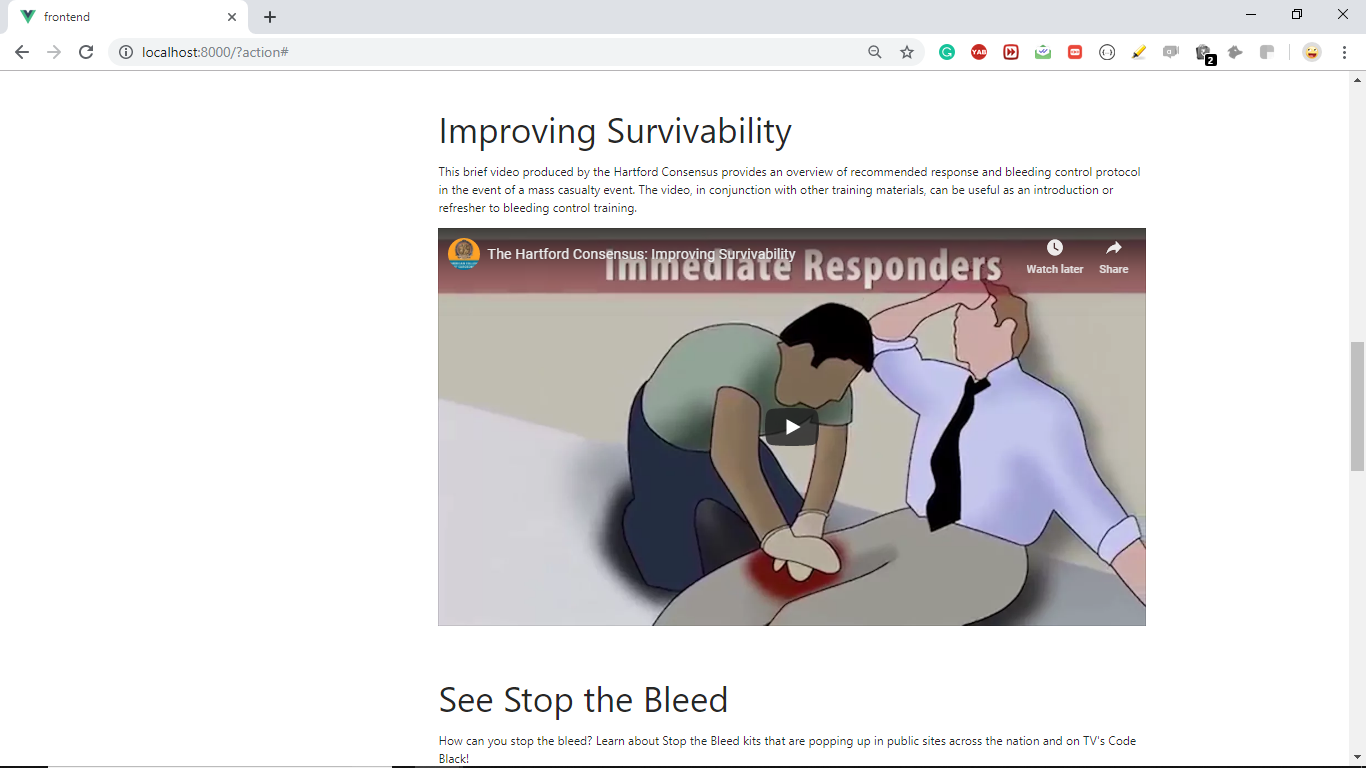 frontend
localhost:8000/?action#
YAB
2
Improving Survivability
This brief video produced by the Hartford Consensus provides an overview of recommended response and bleeding control protocol
in the event of a mass casualty event. The video, in conjunction with other training materials, can be useful as an introduction or
refresher to bleeding control training.
The Hartford Consensus: Improving Survivability
Immediate Responders
Watch later
Share
See Stop the Bleed
How can you stop the bleed? Learn about Stop the Bleed kits that are popping up in public sites across the nation and on TV's Code
Black!